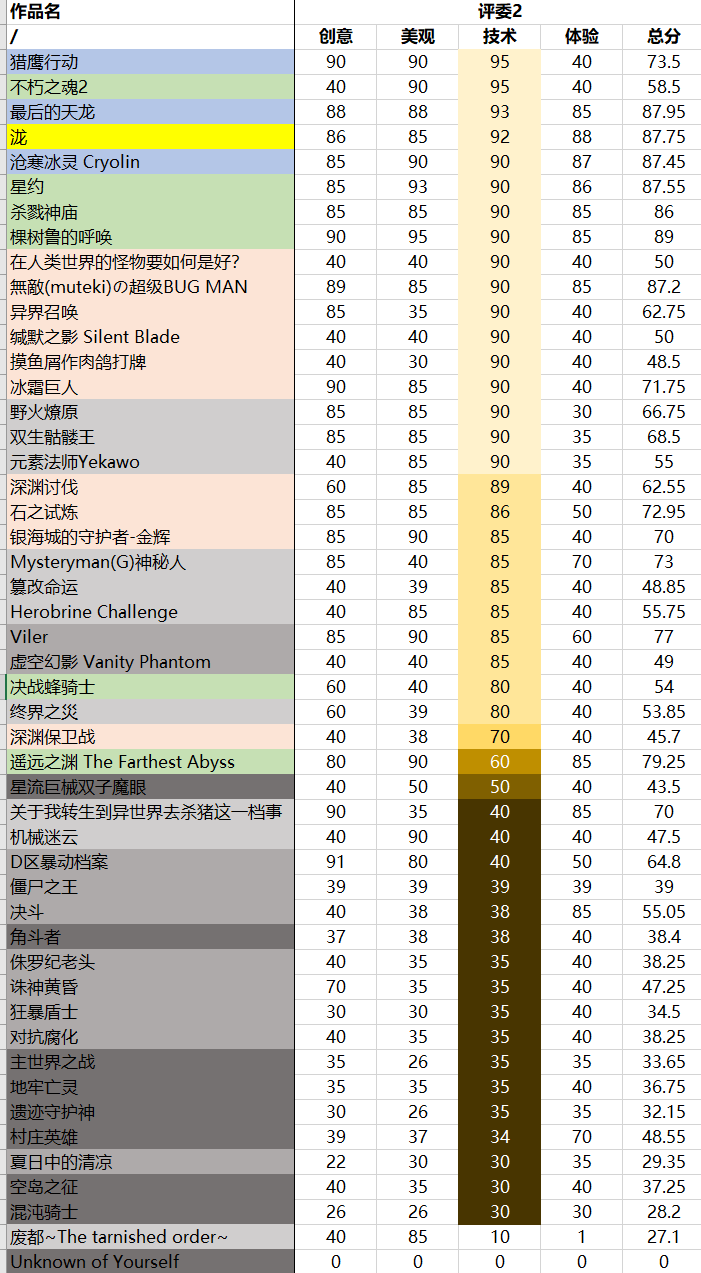 作品名 评委2
/ 创意 美观 技术 体验 总分
猎鹰行动 90 90 95 40 73.5
不朽之魂2 40 90 95 40 58.5
最后的天龙 88 88 93 85 87.95
泷 86 85 92 88 87.75
沧寒冰灵 Cryolin 85 90 90 87 87.45
星约 85 93 90 86 87.55
杀戮神庙 85 85 90 85 86
棵树鲁的呼唤 90 95 90 85 89
在人类世界的怪物要如何是好? 40 40 90 40 50
無敵(muteki)の超级BUG MAN 89 85 90 85 87.2
异界召唤 85 35 90 40 62.75
缄默之影 Silent Blade 40 40 90 40 50
摸鱼屑作肉鸽打牌 40 30 90 40 48.5
冰霜巨人 90 85 90 40 71.75
野火燎原 85 85 90 30 66.75
双生骷髅王 85 85 90 35 68.5
元素法师Yekawo 40 85 90 35 55
深渊讨伐 60 85 89 40 62.55
石之试炼 85 85 86 50 72.95
银海城的守护者-金辉 85 90 85 40 70
Mysteryman(G)神秘人 85 40 85 70 73
篡改命运 40 39 85 40 48.85
Herobrine Challenge 40 85 85 40 55.75
Viler 85 90 85 60 77
虚空幻影 Vanity Phantom 40 40 85 40 49
决战蜂骑士 60 40 80 40 54
终界之災 60 39 80 40 53.85
深渊保卫战 40 38 70 40 45.7
遥远之渊 The Farthest Abyss 80 90 60 85 79.25
星流巨械双子魔眼 40 50 50 40 43.5
关于我转生到异世界去杀猪这一档事 90 35 40 85 70
机械迷云 40 90 40 40 47.5
D区暴动档案 91 80 40 50 64.8
僵尸之王 39 39 39 39 39
决斗 40 38 38 85 55.05
角斗者 37 38 38 40 38.4
侏罗纪老头 40 35 35 40 38.25
诛神黄昏 70 35 35 40 47.25
狂暴盾士 30 30 35 40 34.5
对抗腐化 40 35 35 40 38.25
主世界之战 35 26 35 35 33.65
地牢亡灵 35 35 35 40 36.75
遗迹守护神 30 26 35 35 32.15
村庄英雄 39 37 34 70 48.55
夏日中的清凉 22 30 30 35 29.35
空岛之征 40 35 30 40 37.25
混沌骑士 26 26 30 30 28.2
废都~The tarnished order~ 40 85 10 1 27.1
Unknown of Yourself 0 0 0 0 0